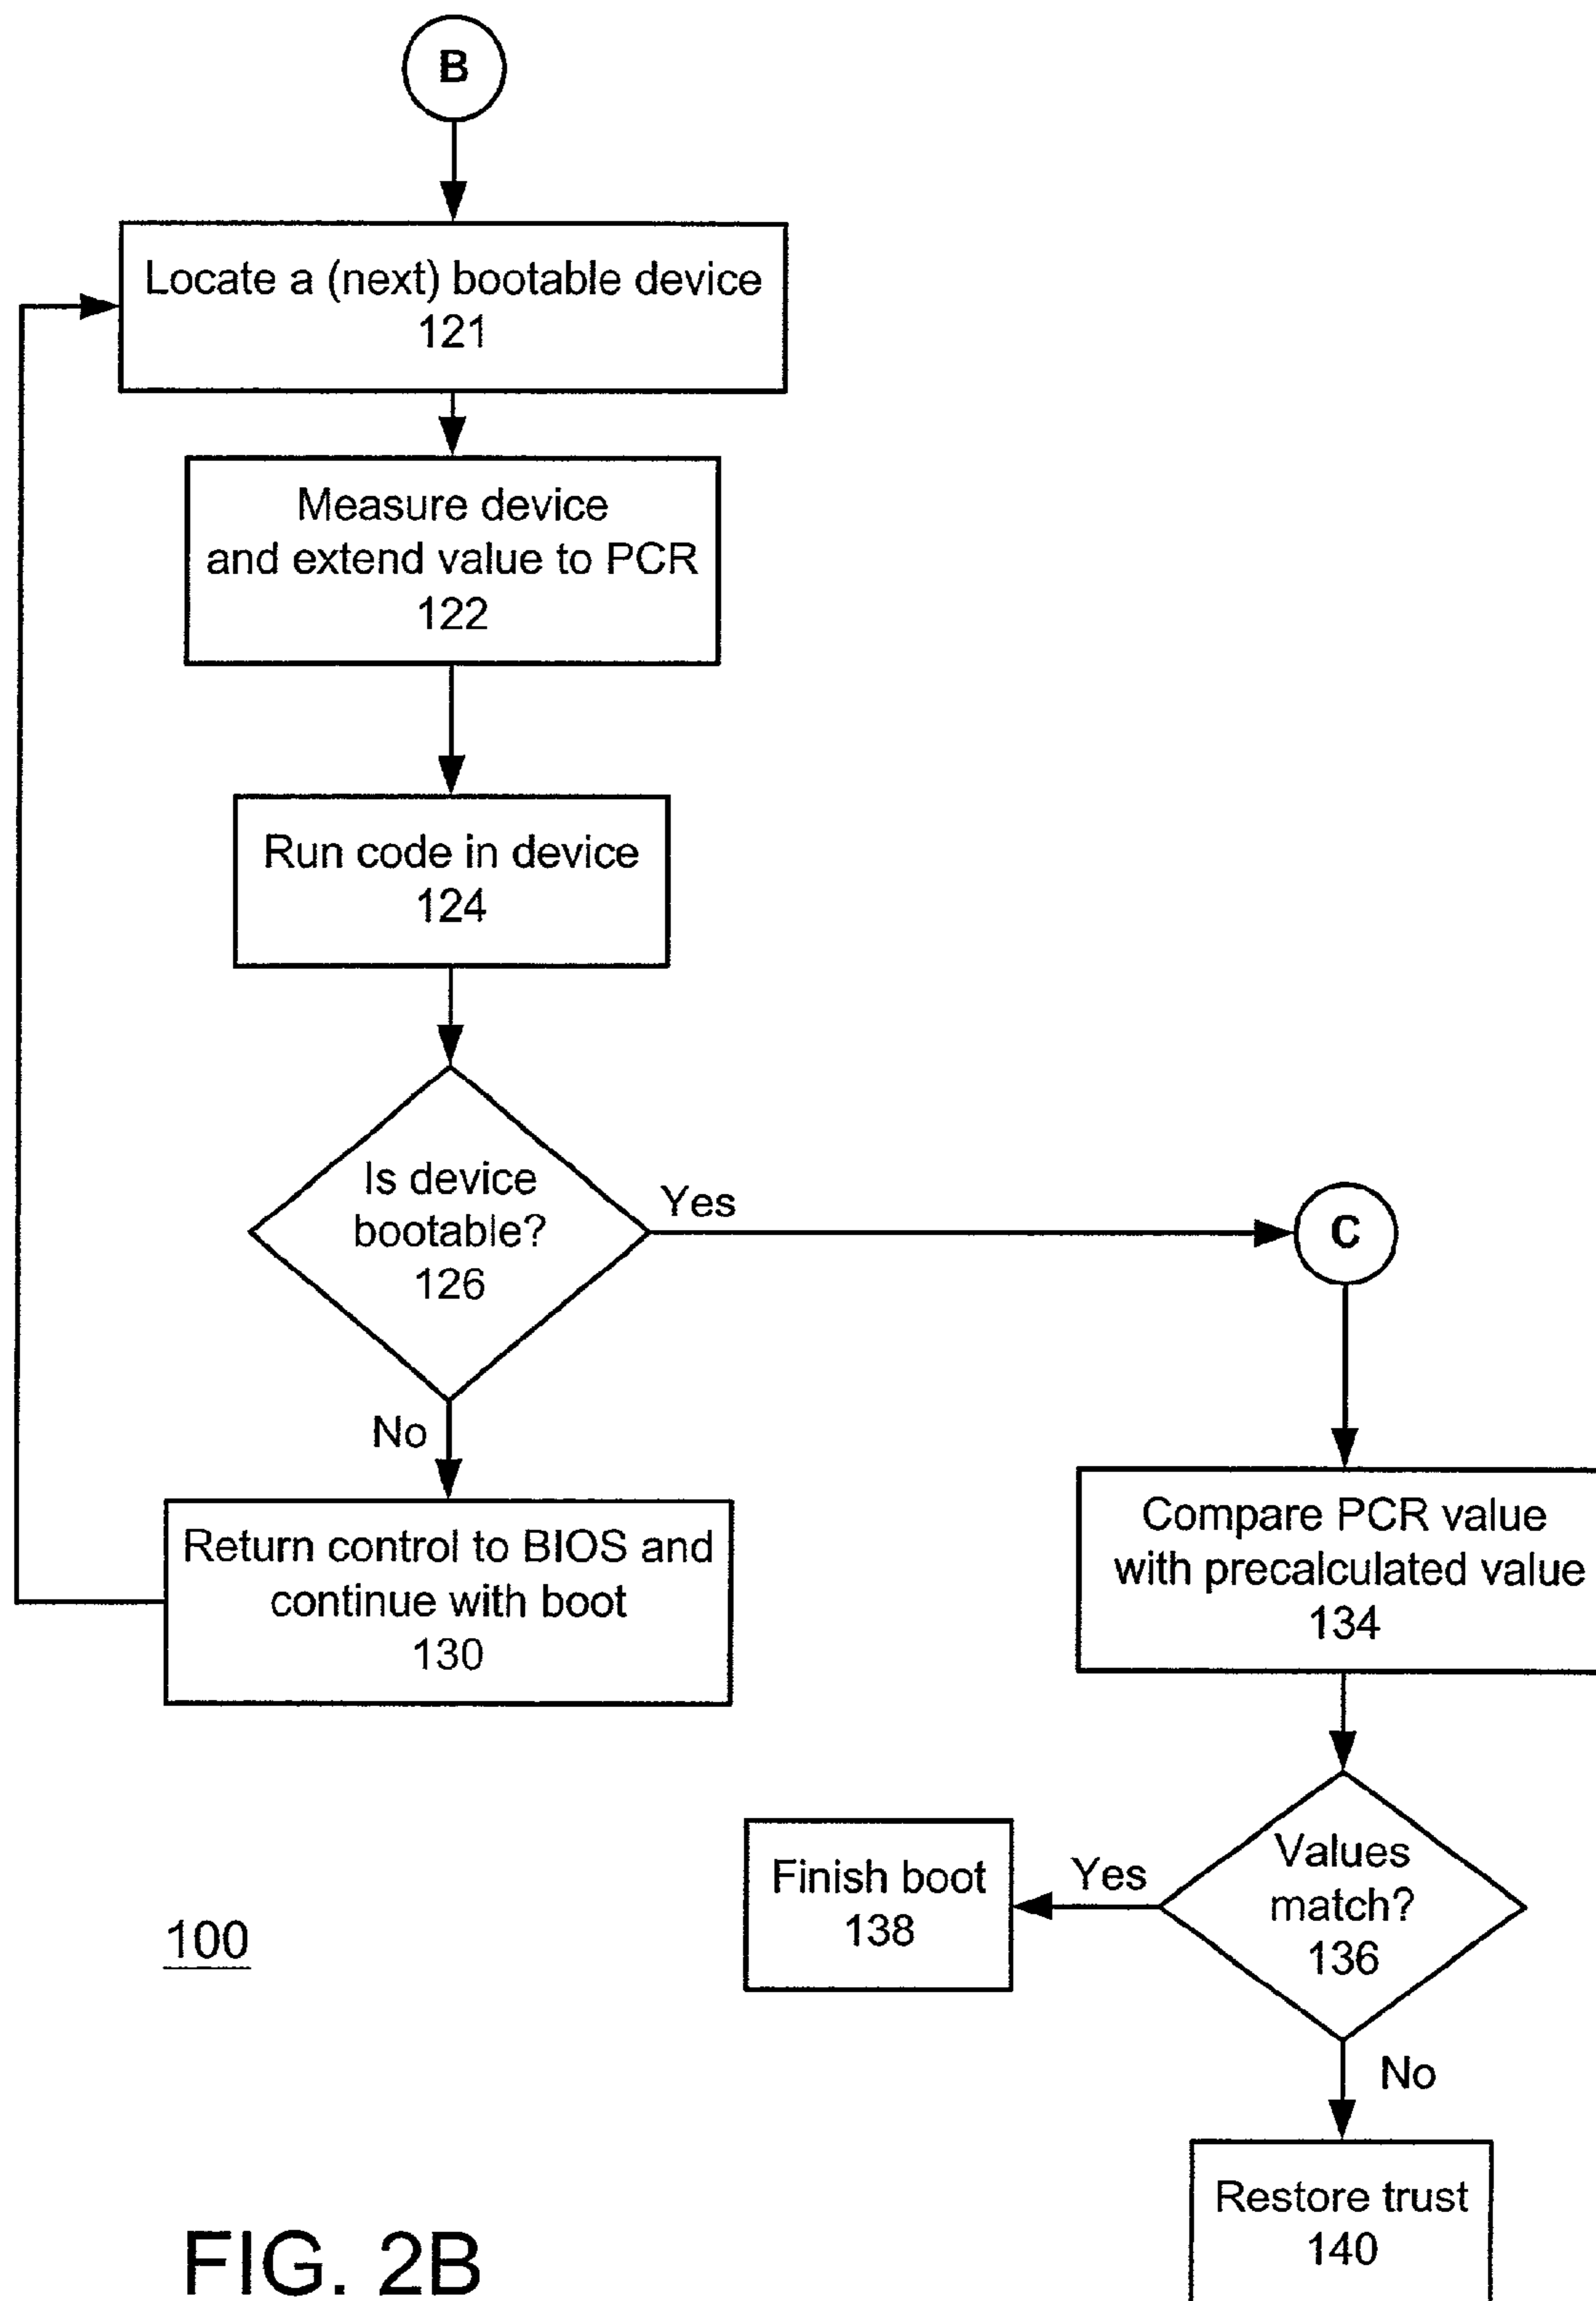 B
Locate a (next) bootable device
121
Measure device
and extend value to PCR
122
Run code in device
124
Is device
bootable?
126
Yes
C
No
Return control to BIOS and
continue with boot
130
Compare PCR value
with precalculated value
134
Values
match?
136
Yes
Finish boot
138
No
Restore trust
140
100
FIG. 2B